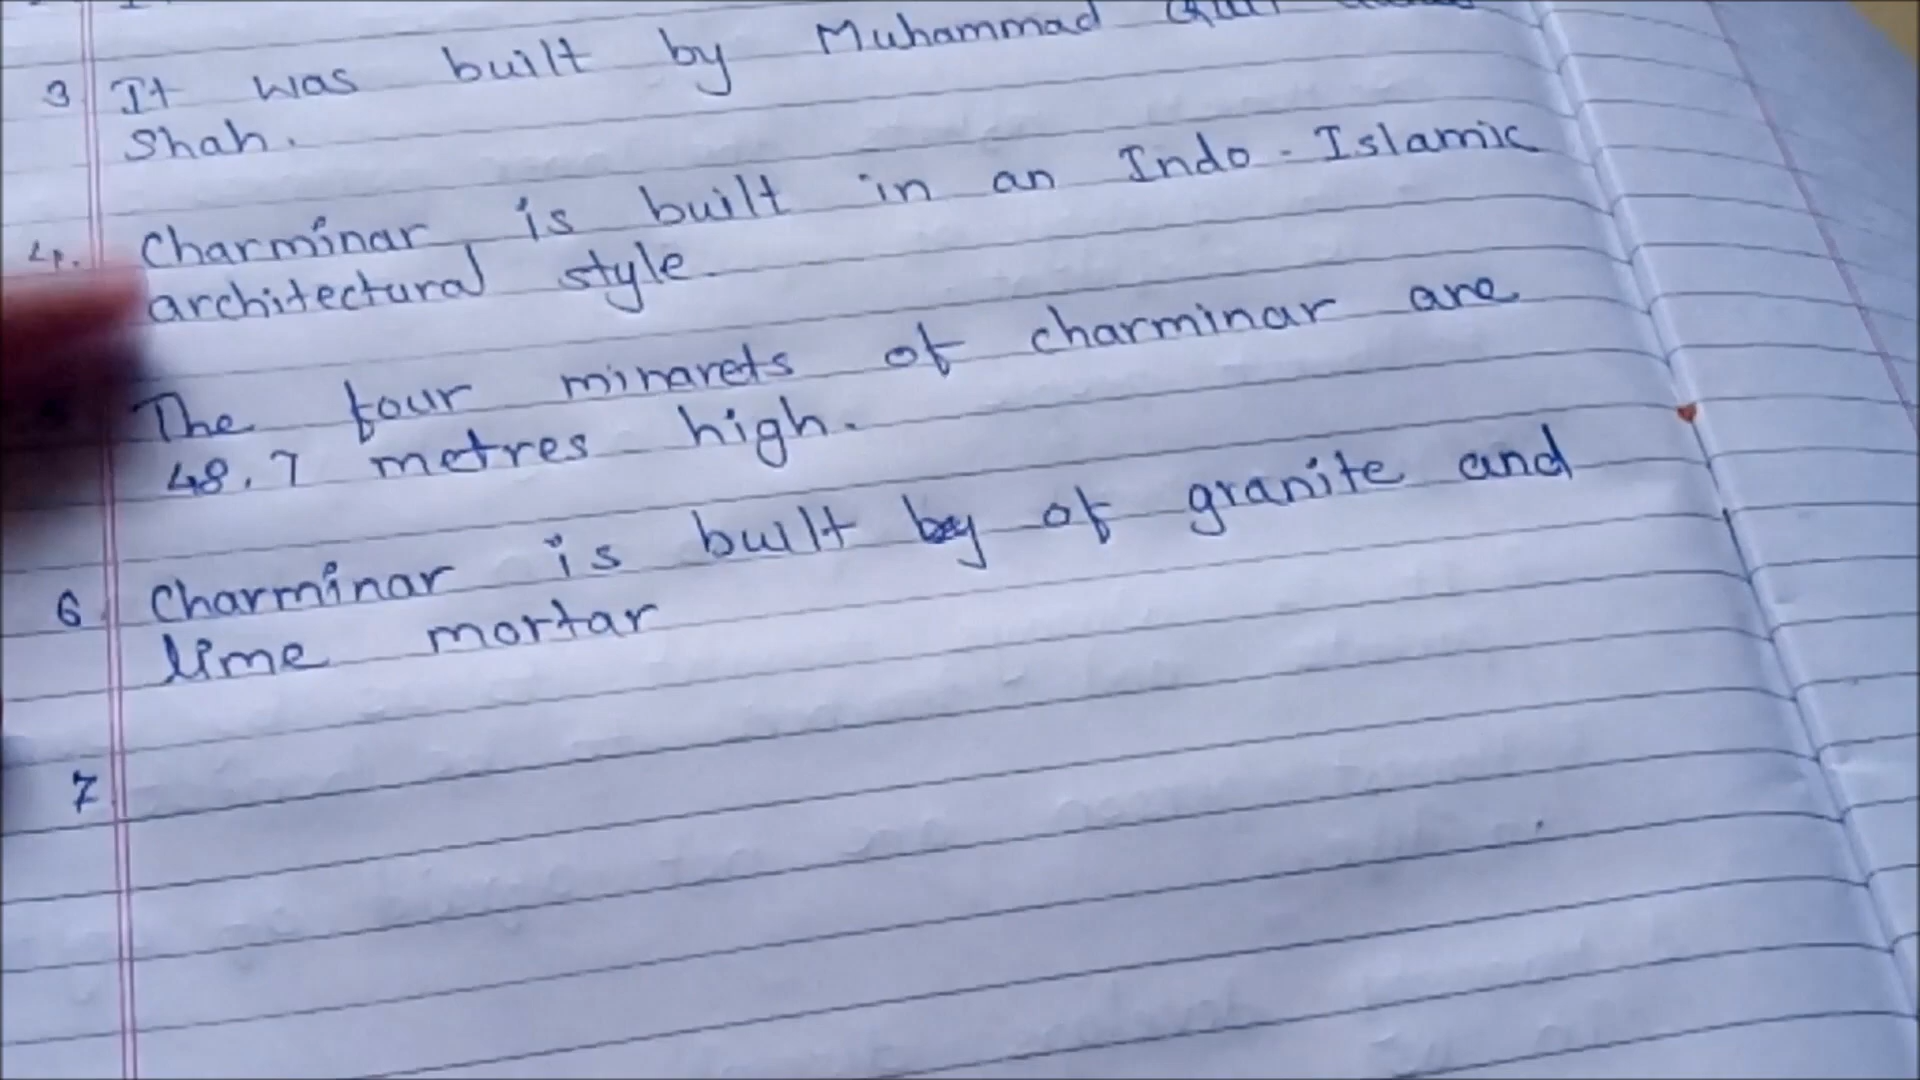 3 It was built by Muhammad Quli
Shah.
4. Charminar is built in an Indo-Islamic
architectural style
The four minarets of charminar are
48.7 metres high.
6 Charminar is built by of granite and
lime mortar
7